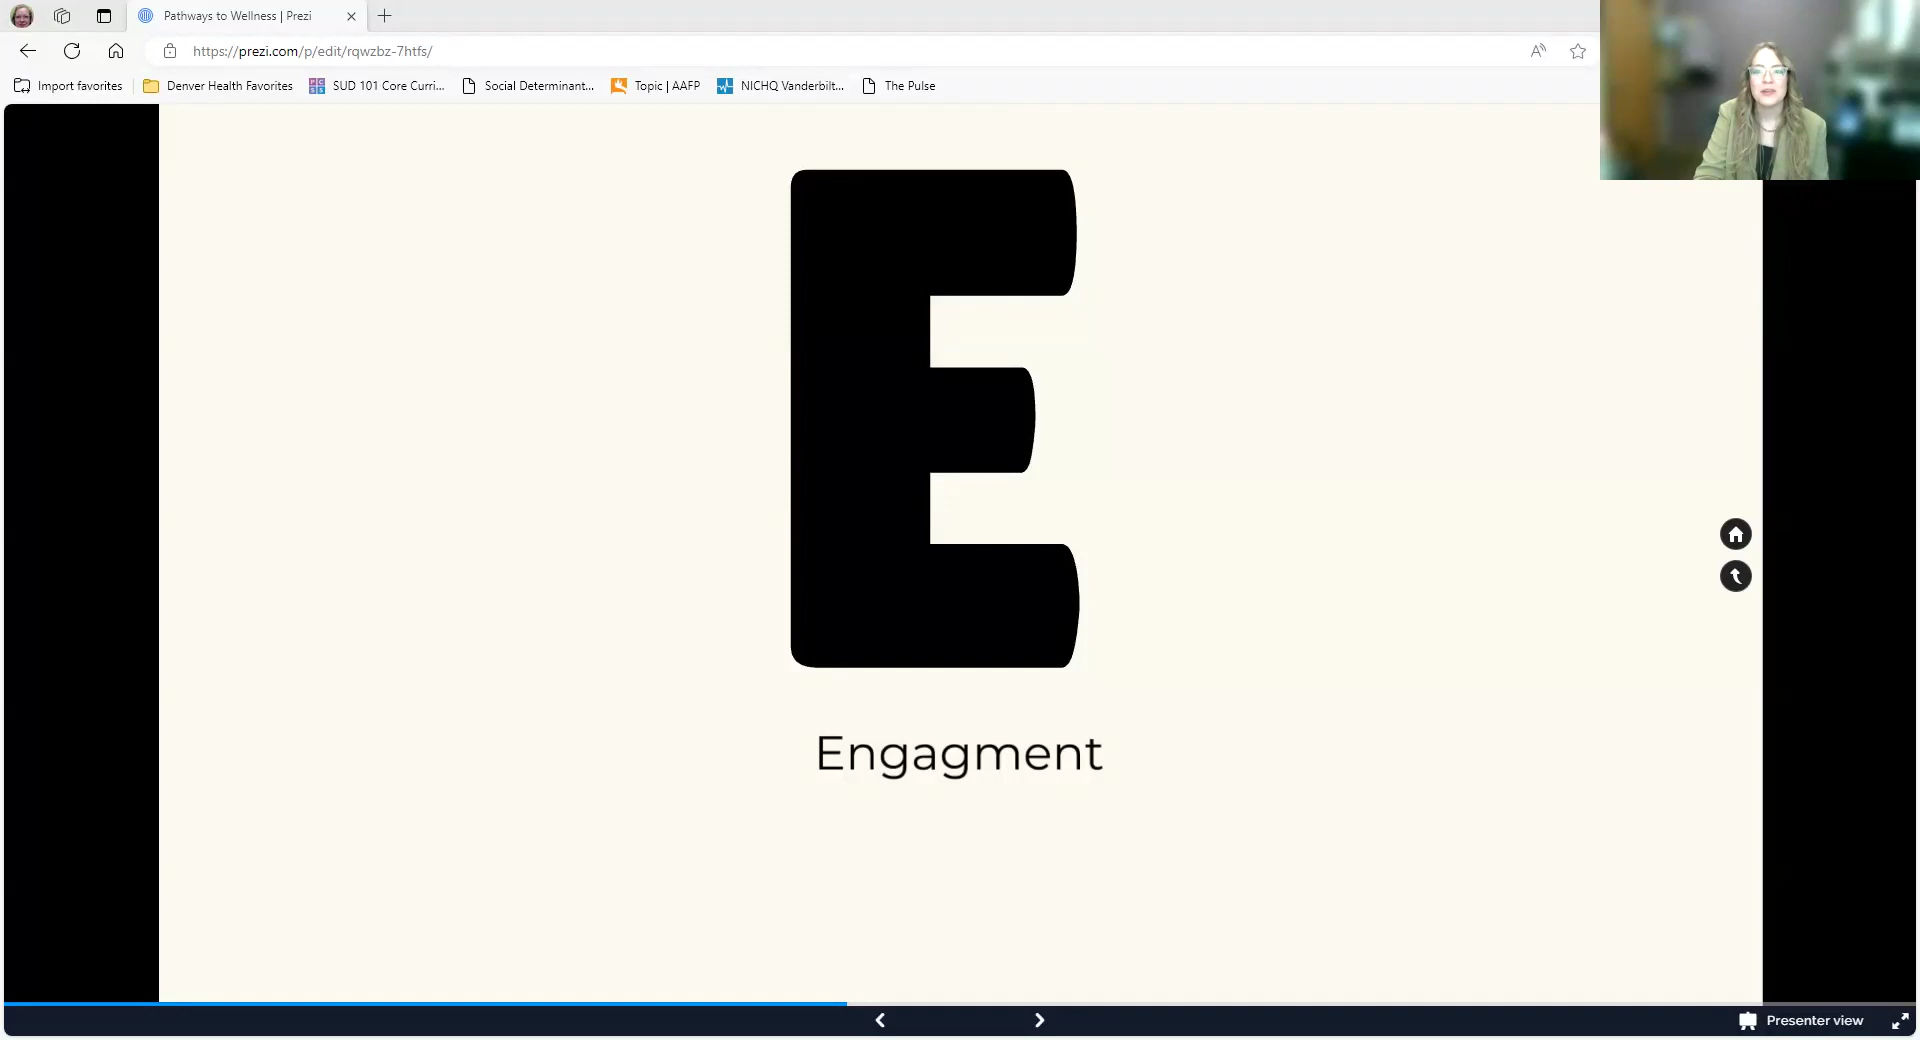 Pathways to Wellness | Prezi
https://prezi.com/p/edit/rqwzbz-7htfs/
Import favorites Denver Health Favorites SUD 101 Core Curri... Social Determinant... Topic | AAFP NICHQ Vanderbilt... The Pulse
E
Engagment
Presenter view